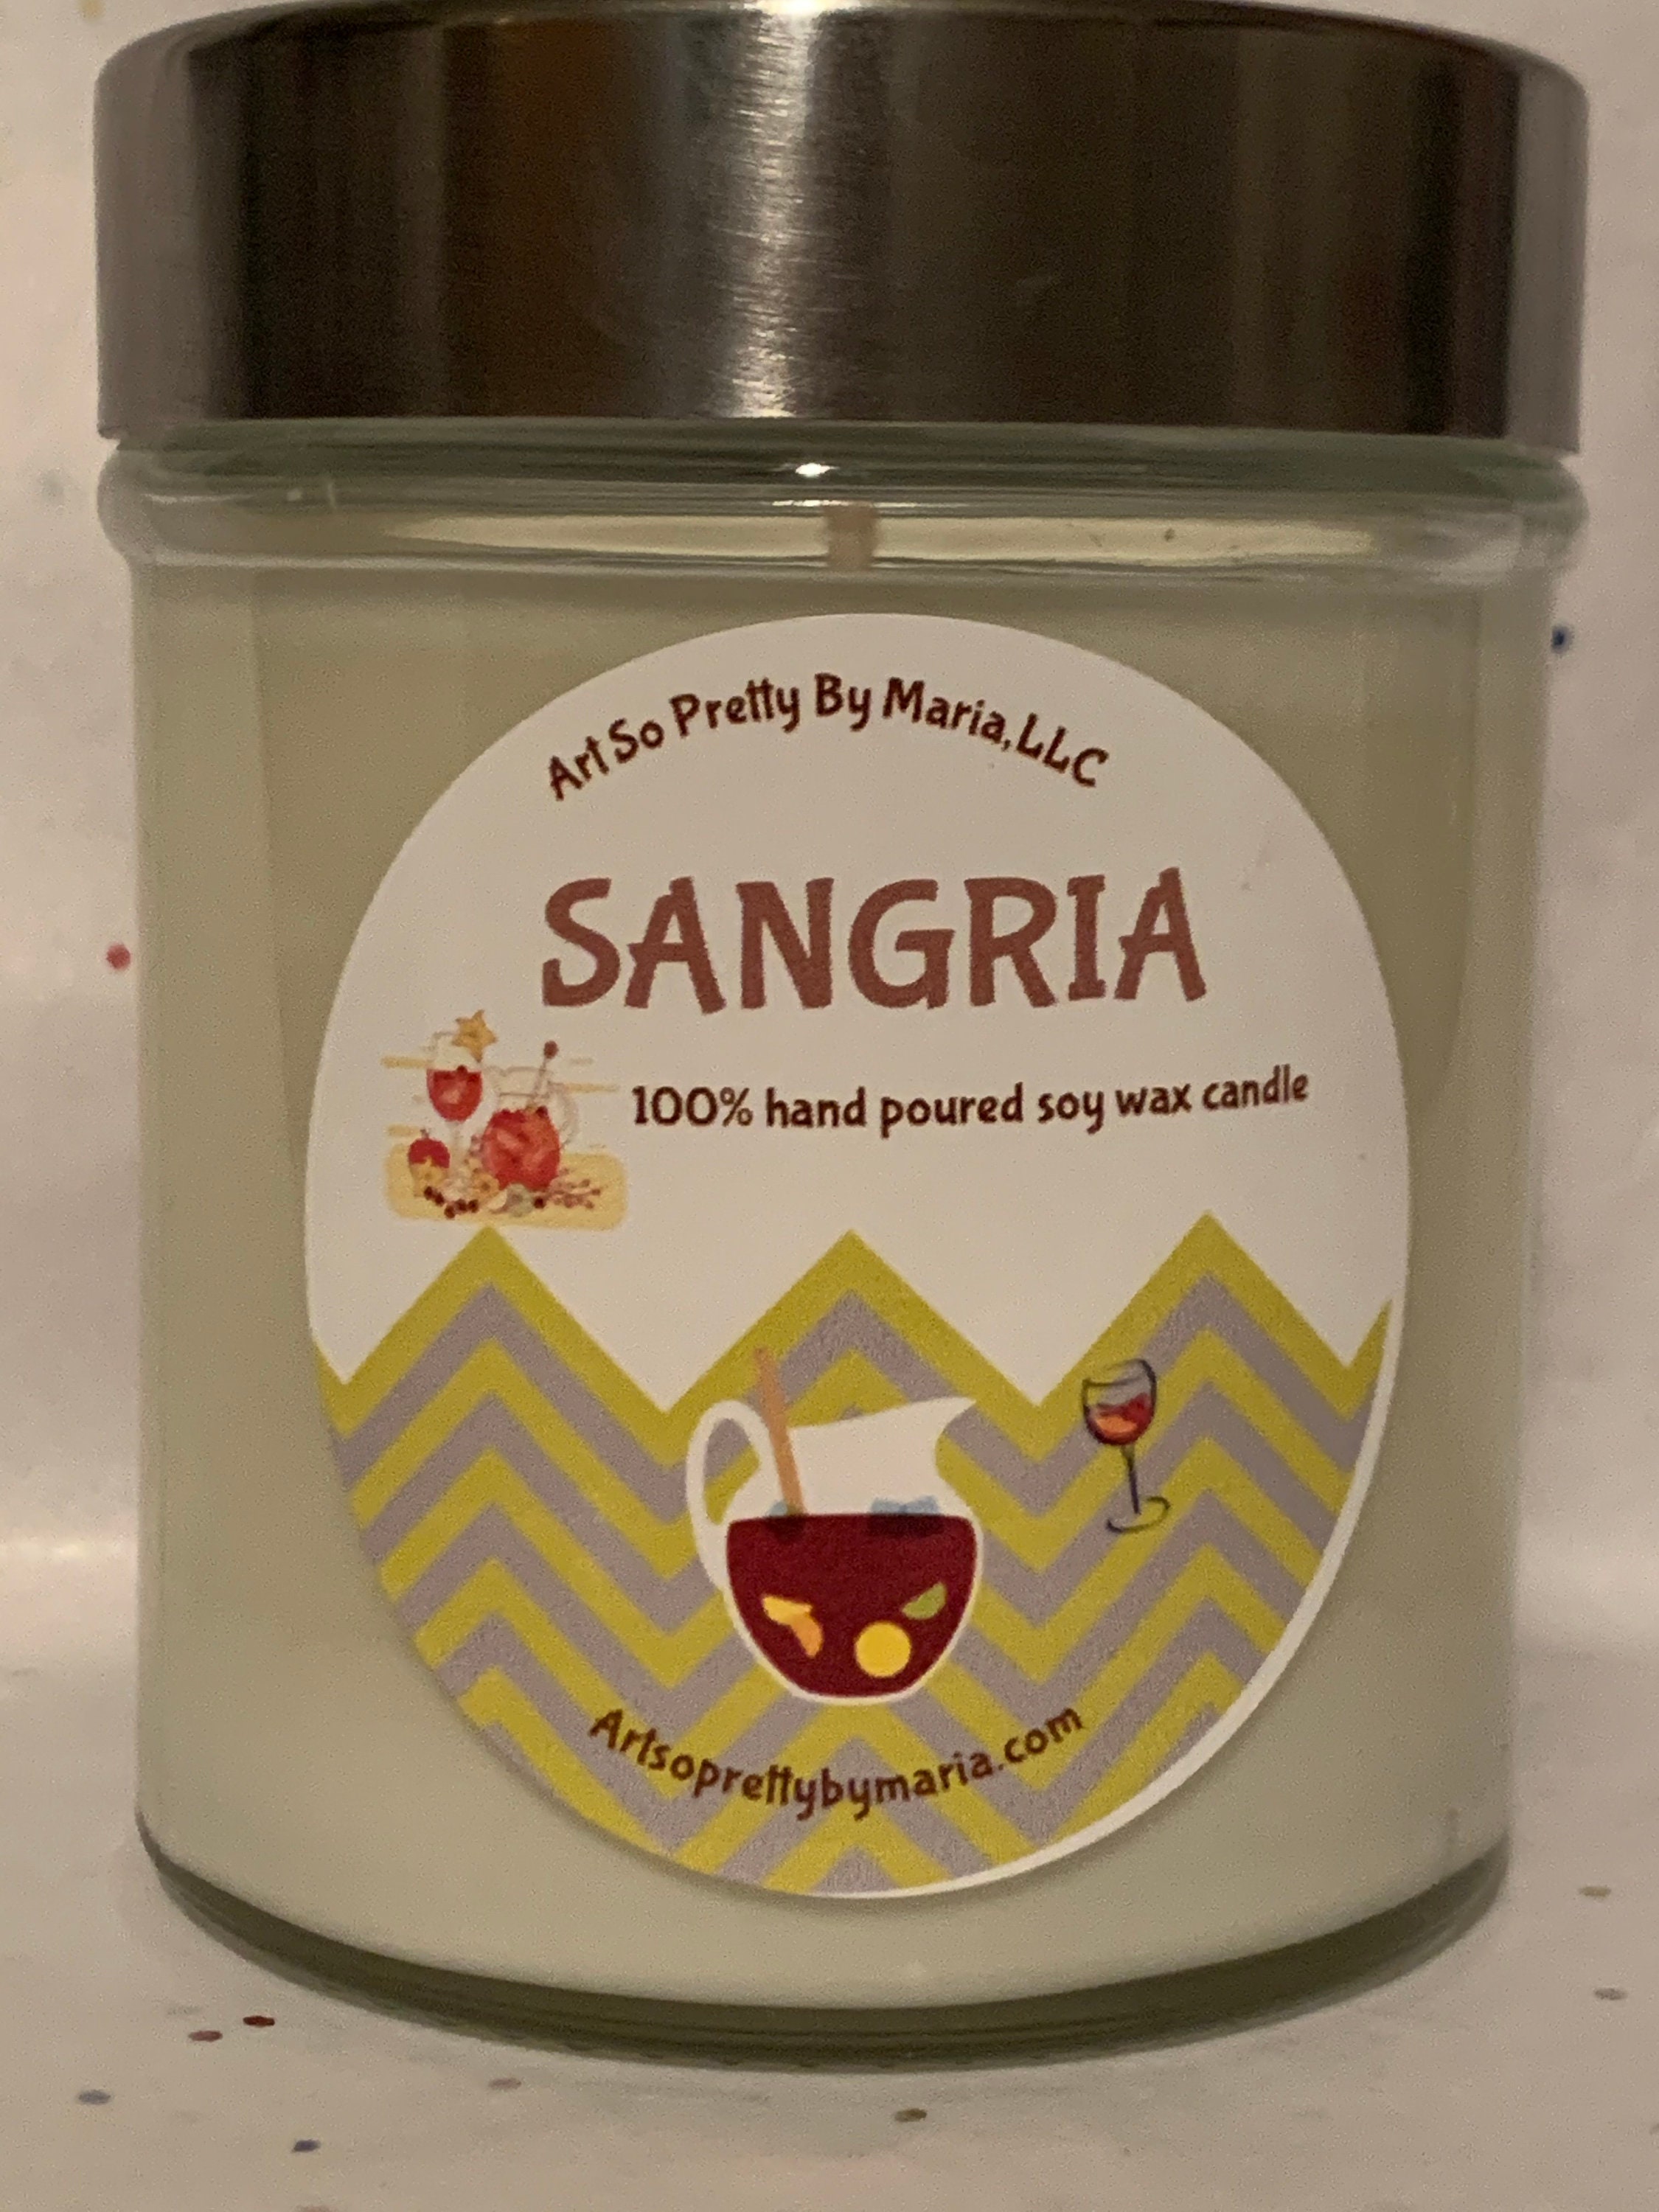 Art So Pretty By Maria, LLC
SANGRIA
100% hand poured soy wax candle
Artsoprettybymaria.com